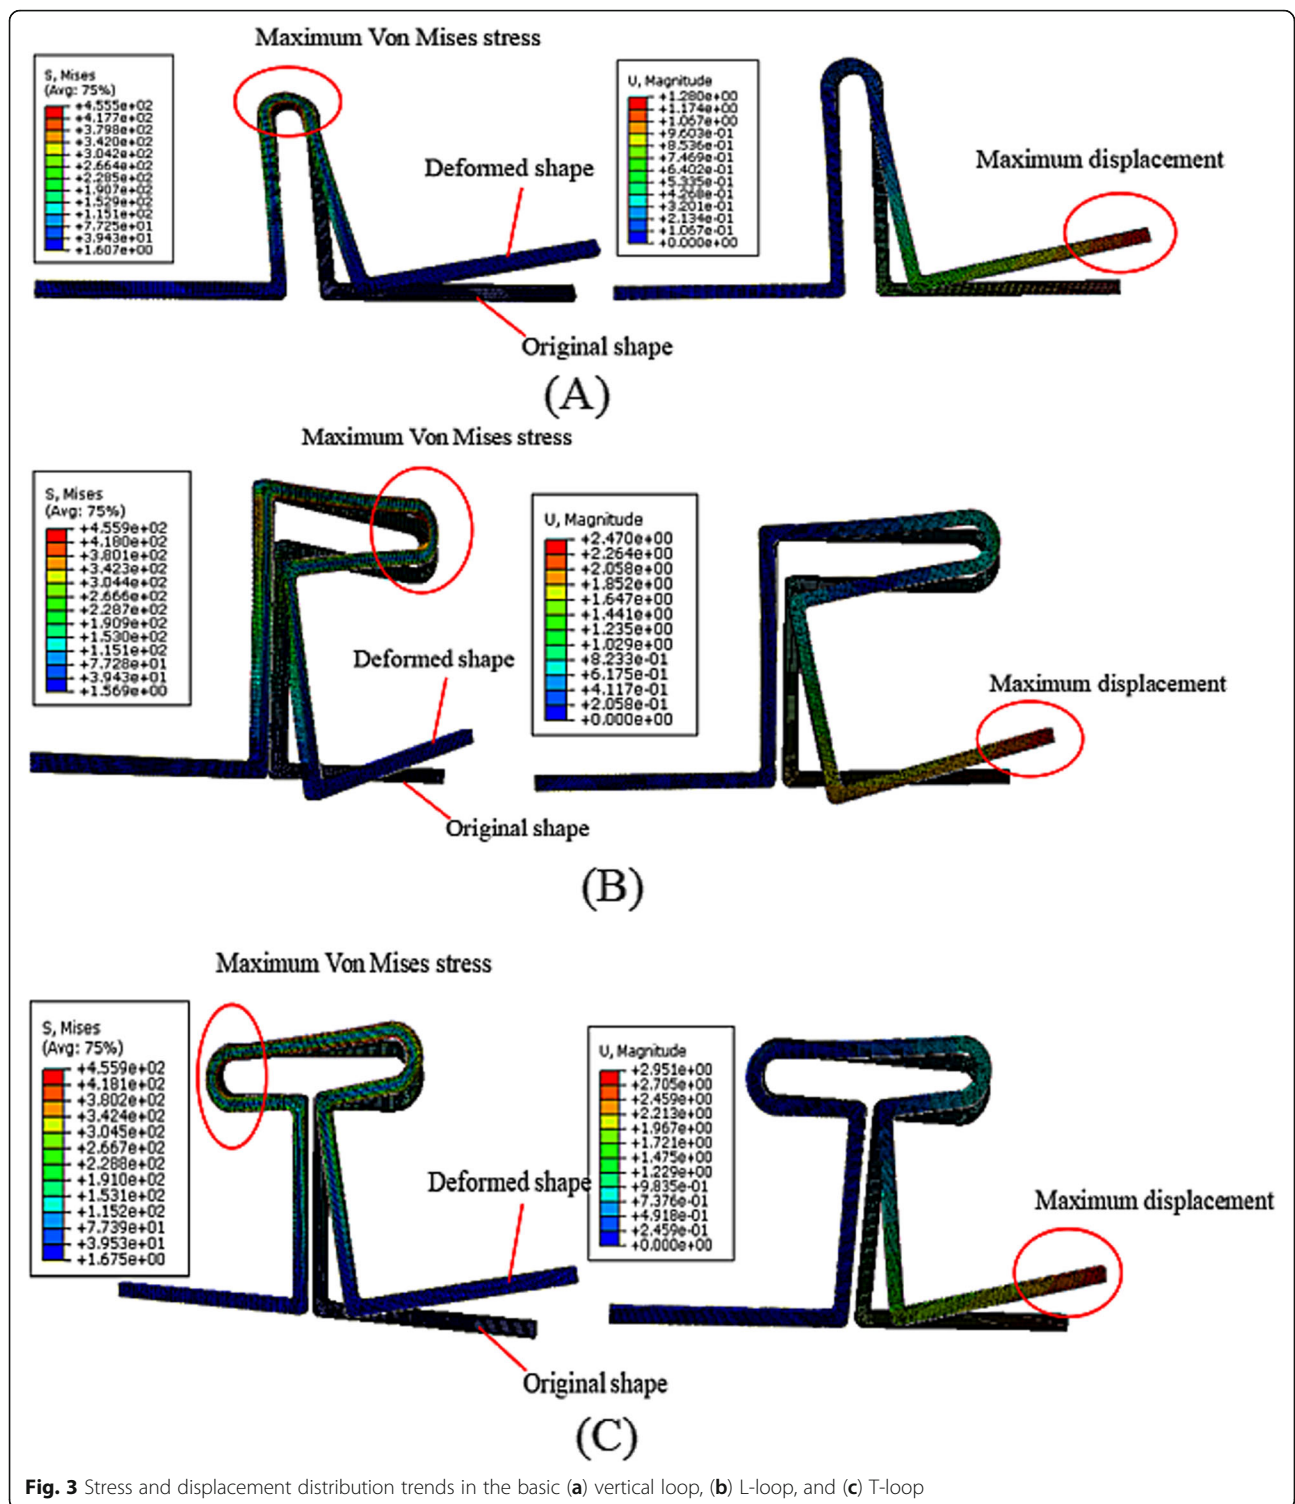 Maximum Von Mises stress
S, Mises
(Avg: 75%)
+4.555e+02
+4.177e+02
+3.798e+02
+3.420e+02
+3.042e+02
+2.664e+02
+2.285e+02
+1.907e+02
+1.529e+02
+1.151e+02
+7.725e+01
+3.943e+01
+1.607e+00
Deformed shape
Original shape
U, Magnitude
+1.280e+00
+1.174e+00
+1.067e+00
+9.603e-01
+8.536e-01
+7.469e-01
+6.402e-01
+5.335e-01
+4.268e-01
+3.201e-01
+2.134e-01
+1.067e-01
+0.000e+00
Maximum displacement
(A)
Maximum Von Mises stress
S, Mises
(Avg: 75%)
+4.559e+02
+4.180e+02
+3.801e+02
+3.423e+02
+3.044e+02
+2.666e+02
+2.287e+02
+1.909e+02
+1.530e+02
+1.151e+02
+7.728e+01
+3.943e+01
+1.569e+00
Deformed shape
Original shape
U, Magnitude
+2.470e+00
+2.264e+00
+2.058e+00
+1.852e+00
+1.647e+00
+1.441e+00
+1.235e+00
+1.029e+00
+8.233e-01
+6.175e-01
+4.117e-01
+2.058e-01
+0.000e+00
Maximum displacement
(B)
Maximum Von Mises stress
S, Mises
(Avg: 75%)
+4.559e+02
+4.181e+02
+3.802e+02
+3.424e+02
+3.045e+02
+2.667e+02
+2.288e+02
+1.910e+02
+1.531e+02
+1.152e+02
+7.739e+01
+3.953e+01
+1.675e+00
Deformed shape
Original shape
U, Magnitude
+2.951e+00
+2.705e+00
+2.459e+00
+2.213e+00
+1.967e+00
+1.721e+00
+1.475e+00
+1.229e+00
+9.835e-01
+7.376e-01
+4.918e-01
+2.459e-01
+0.000e+00
Maximum displacement
(C)
Fig. 3 Stress and displacement distribution trends in the basic (a) vertical loop, (b) L-loop, and (c) T-loop